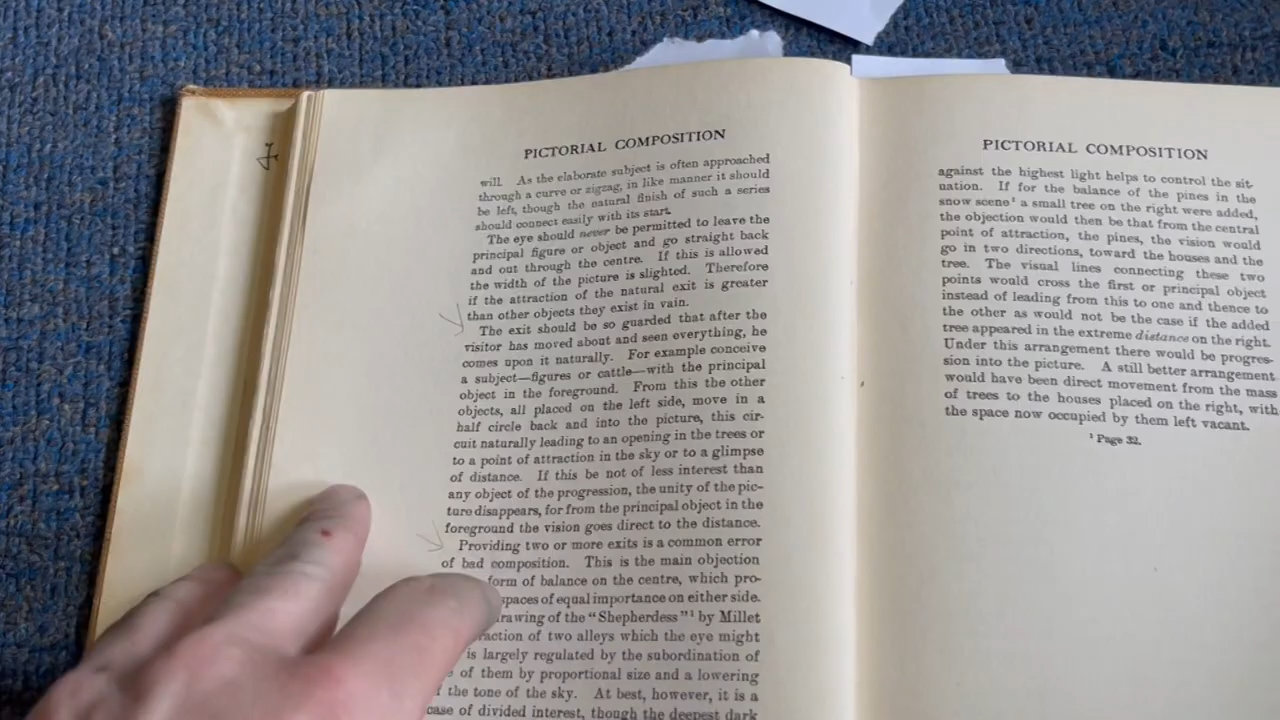 PICTORIAL COMPOSITION
will. As the elaborate subject is often approached
through a curve or zigzag, in like manner it should
be left, though the natural finish of such a series
should connect easily with its start.
The eye should never be permitted to leave the
principal figure or object and go straight back
and out through the centre. If this is allowed
the width of the picture is slighted. Therefore
if the attraction of the natural exit is greater
than other objects they exist in vain.
The exit should be so guarded that after the
visitor has moved about and seen everything, he
comes upon it naturally. For example conceive
a subject—figures or cattle—with the principal
object in the foreground. From this the other
objects, all placed on the left side, move in a
half circle back and into the picture, this cir-
cuit naturally leading to an opening in the trees or
to a point of attraction in the sky or to a glimpse
of distance. If this be not of less interest than
any object of the progression, the unity of the pic-
ture disappears, for from the principal object in the
foreground the vision goes direct to the distance.
Providing two or more exits is a common error
of bad composition. This is the main objection
form of balance on the centre, which pro-
spaces of equal importance on either side.
of the "Shepherdess"¹ by Millet
of two alleys which the eye might
is largely regulated by the subordination of
of them by proportional size and a lowering
the tone of the sky. At best, however, it is a
case of divided interest, though the deepest dark
PICTORIAL COMPOSITION
against the highest light helps to control the sit-
nation. If for the balance of the pines in the
snow scene¹ a small tree on the right were added,
the objection would then be that from the central
point of attraction, the pines, the vision would
go in two directions, toward the houses and the
tree. The visual lines connecting these two
points would cross the first or principal object
instead of leading from this to one and thence to
the other as would not be the case if the added
tree appeared in the extreme distance on the right.
Under this arrangement there would be progres-
sion into the picture. A still better arrangement
would have been direct movement from the mass
of trees to the houses placed on the right, with
the space now occupied by them left vacant.
¹ Page 32.